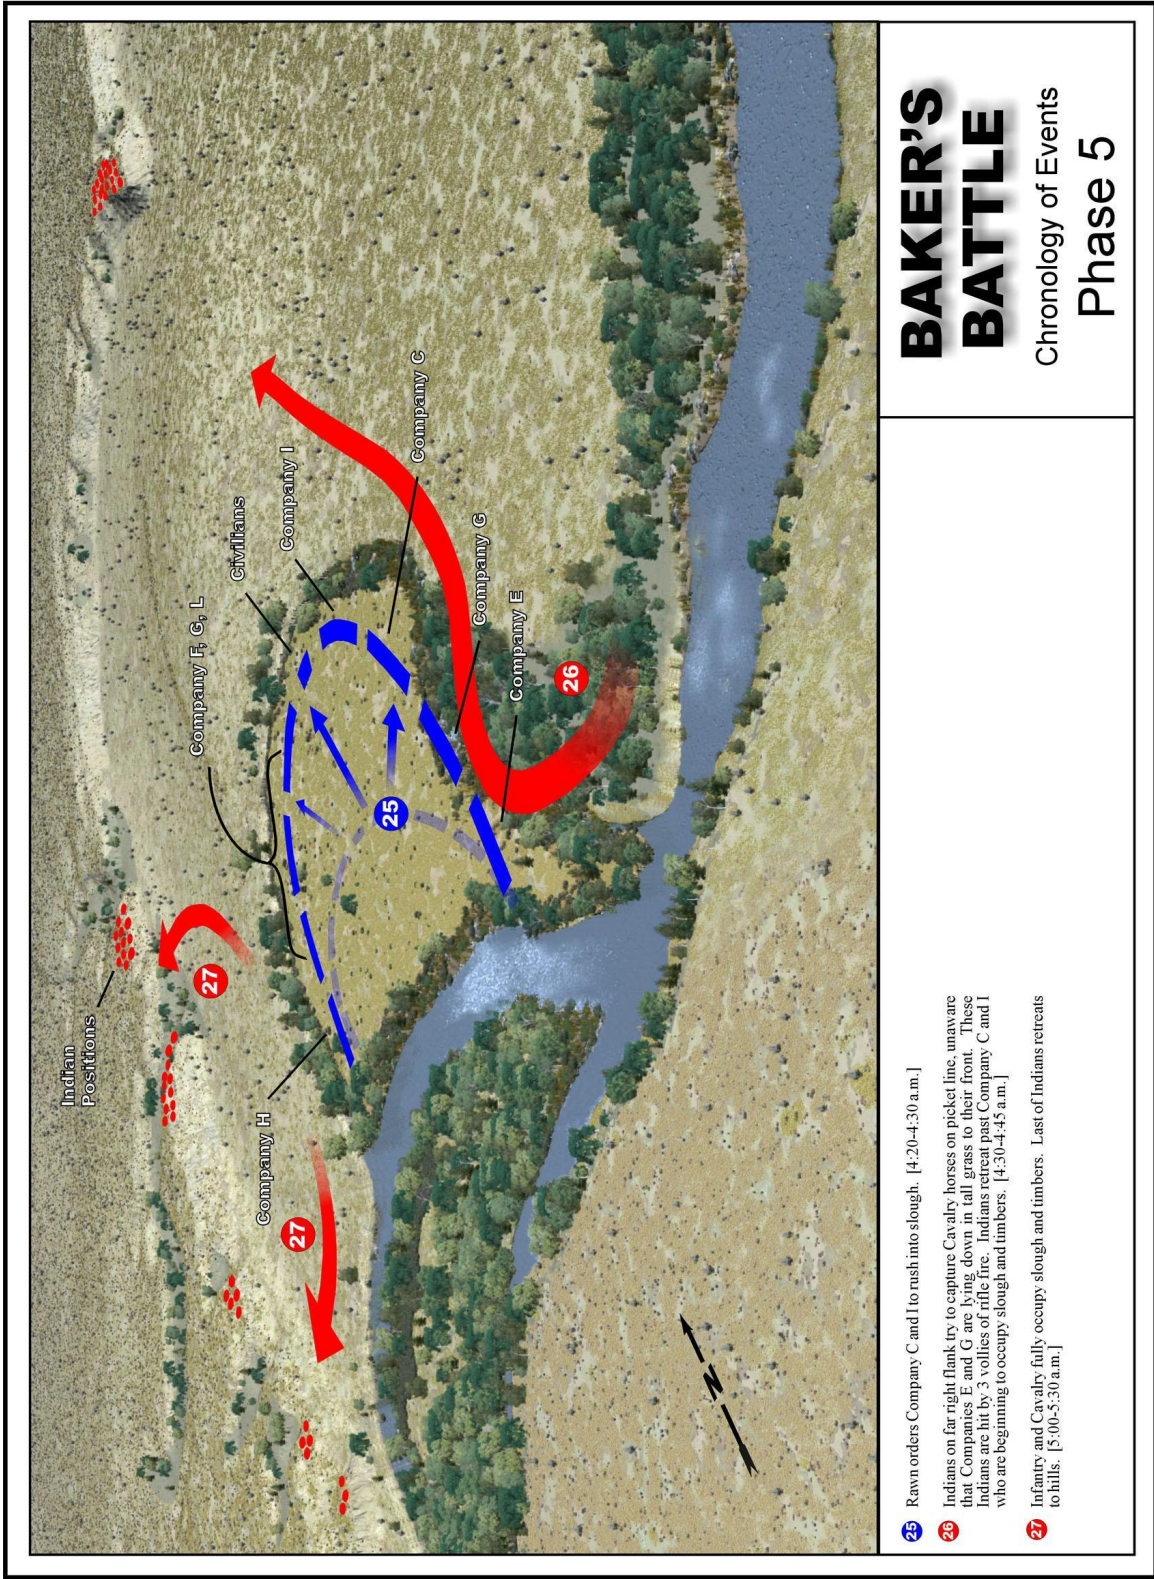 Indian
Positions
Company F, G, L
Civilians
Company I
Company C
Company G
Company E
Company H
25
26
27
27
N
25 Rawn orders Company C and I to rush into slough. [4:20-4:30 a.m.]
26 Indians on far right flank try to capture Cavalry horses on picket line, unaware
that Companies E and G are lying down in tall grass to their front. These
Indians are hit by 3 vollies of rifle fire. Indians retreat past Company C and I
who are beginning to occupy slough and timbers. [4:30-4:45 a.m.]
27 Infantry and Cavalry fully occupy slough and timbers. Last of Indians retreats
to hills. [5:00-5:30 a.m.]
BAKER'S
BATTLE
Chronology of Events
Phase 5